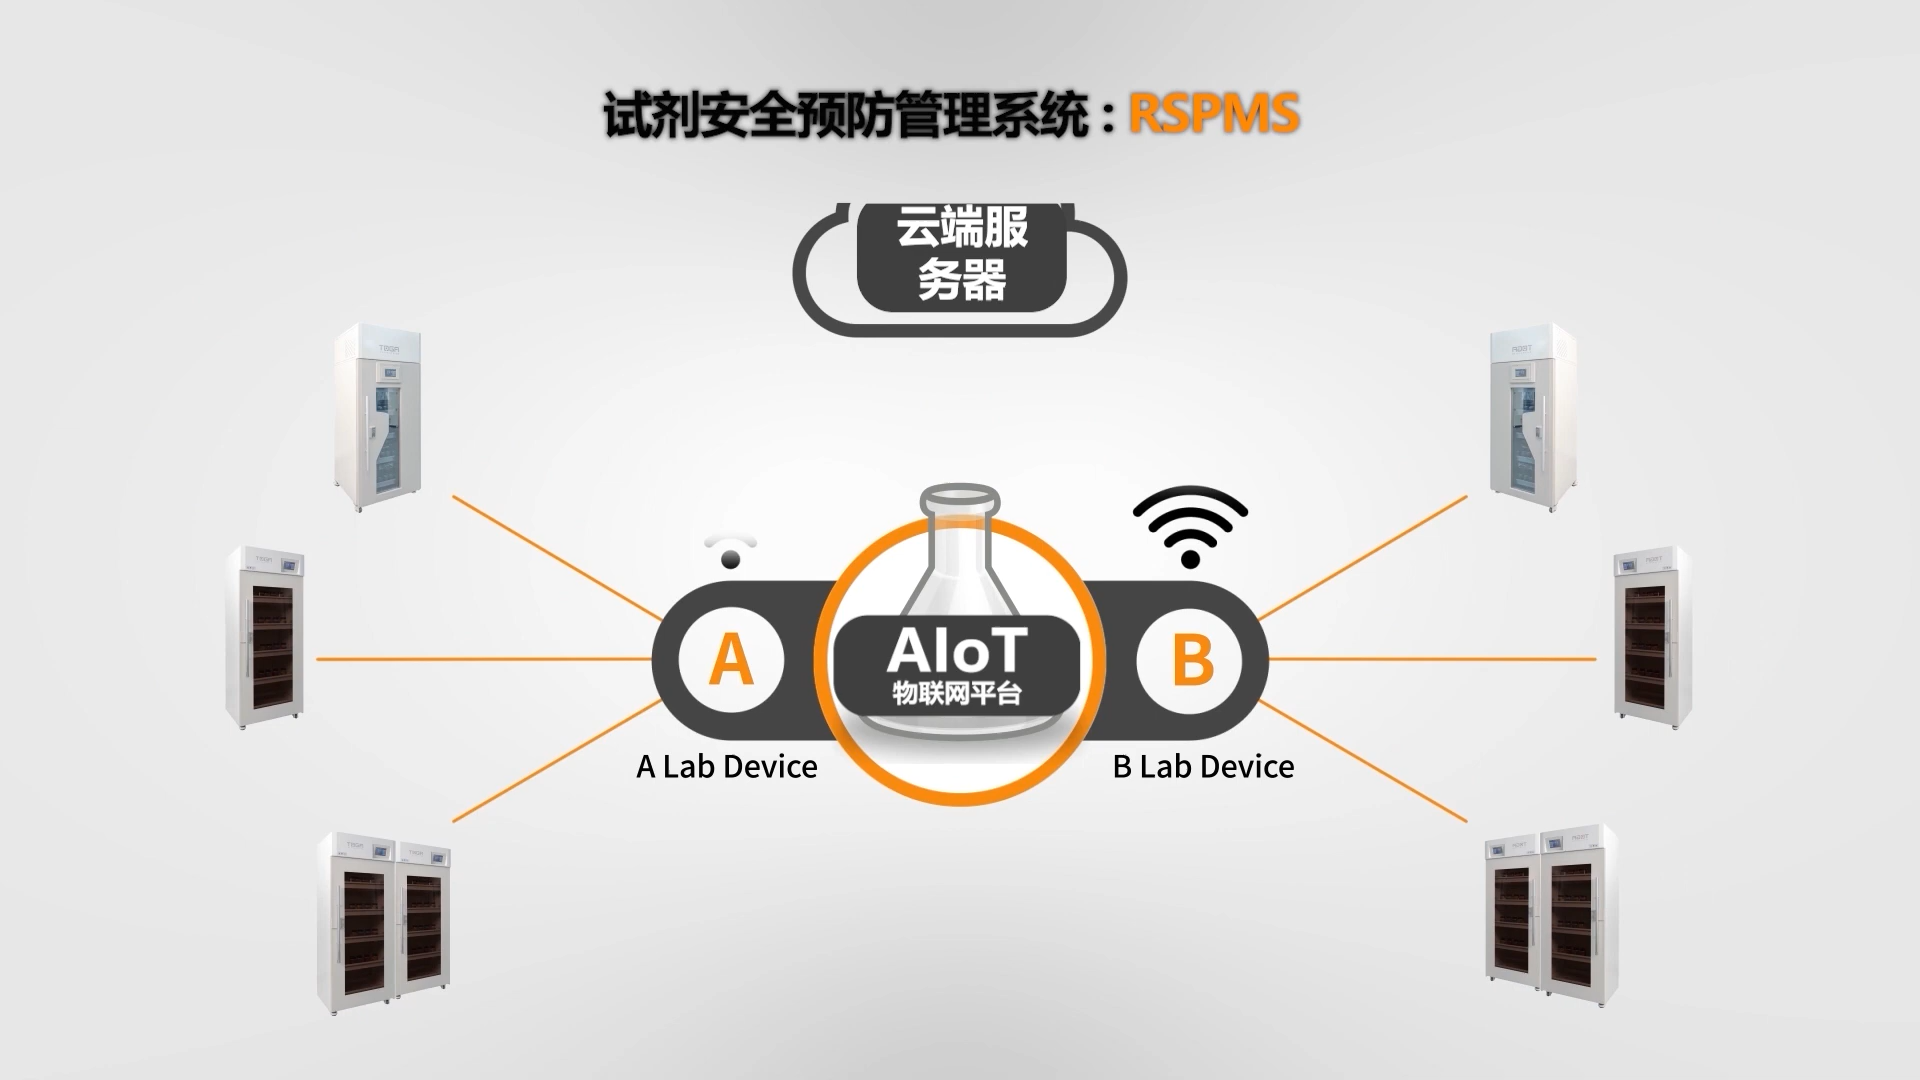 试剂安全预防管理系统：RSPMS
云端服
务器
AIoT
物联网平台
A
B
A Lab Device
B Lab Device